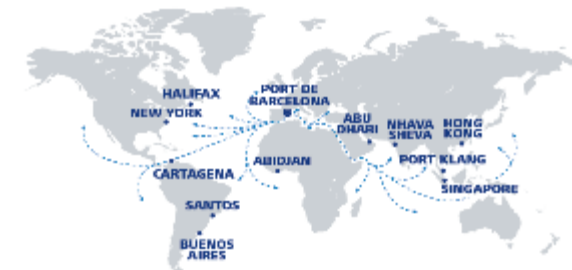 HALIFAX
NEW YORK
PORT DE
BARCELONA
ABU
DHABI
NHAVA
SHEVA
HONG
KONG
ABIDJAN
PORT KLANG
CARTAGENA
SINGAPORE
SANTOS
BUENOS
AIRES